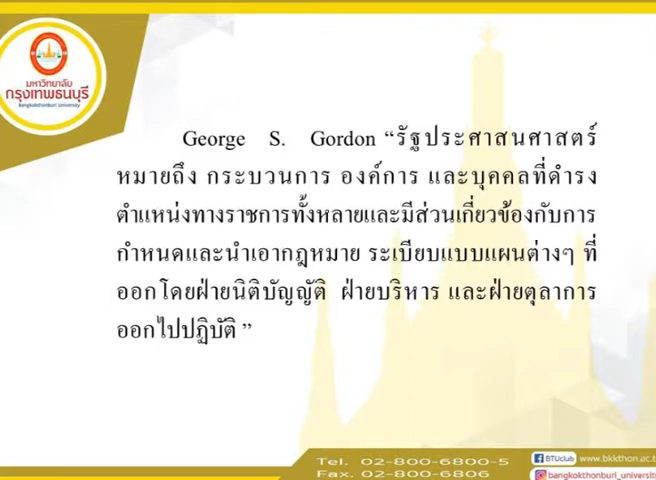 มหาวิทยาลัย
กรุงเทพธนบุรี
Bangkokthonburi University
George S. Gordon “รัฐประศาสนศาสตร์
หมายถึง กระบวนการ องค์การ และบุคคลที่ดำรง
ตำแหน่งทางราชการทั้งหลายและมีส่วนเกี่ยวข้องกับการ
กำหนดและนำเอากฎหมาย ระเบียบแบบแผนต่างๆ ที่
ออกโดยฝ่ายนิติบัญญัติ ฝ่ายบริหาร และฝ่ายตุลาการ
ออกไปปฏิบัติ ”
Tel. 02-800-6800-5
Fax. 02-800-6806
BTUclub www.bkkthon.ac.t
bangkokthonburi_university